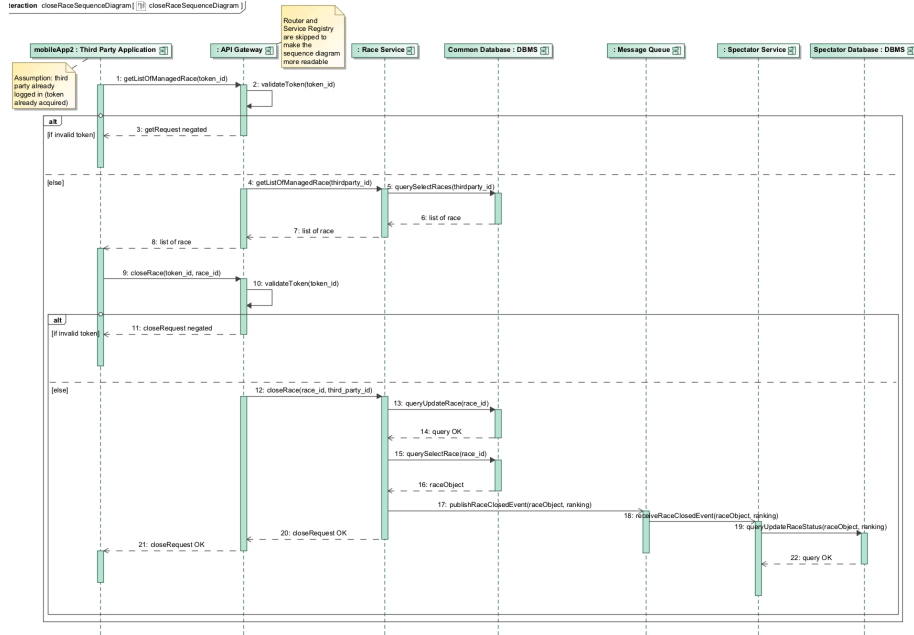 teraction closeRaceSequenceDiagram[ closeRaceSequenceDiagram ]
Router and
Service Registry
are skipped to
make the
sequence diagram
more readable
mobileApp2 : Third Party Application
: API Gateway
: Race Service
Common Database : DBMS
: Message Queue
: Spectator Service
Spectator Database : DBMS
Assumption: third
party already
logged in (token
already acquired)
1: getListOfManagedRace(token_id)
2: validateToken(token_id)
alt
[if invalid token]
3: getRequest negated
[else]
4: getListOfManagedRace(thirdparty_id)
5: querySelectRaces(thirdparty_id)
6: list of race
7: list of race
8: list of race
9: closeRace(token_id, race_id)
10: validateToken(token_id)
alt
[if invalid token]
11: closeRequest negated
[else]
12: closeRace(race_id, third_party_id)
13: queryUpdateRace(race_id)
14: query OK
15: querySelectRace(race_id)
16: raceObject
17: publishRaceClosedEvent(raceObject, ranking)
18: receiveRaceClosedEvent(raceObject, ranking)
19: queryUpdateRaceStatus(raceObject, ranking)
20: closeRequest OK
21: closeRequest OK
22: query OK